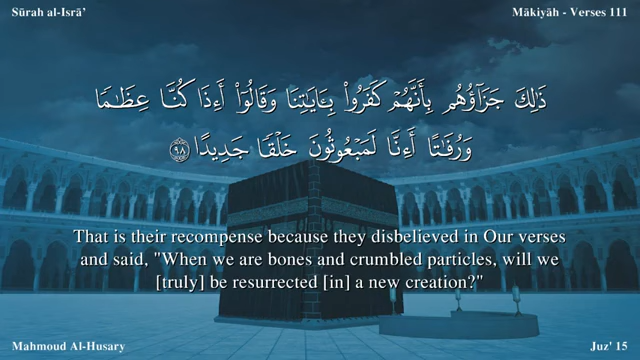 Sūrah al-Isrā’
Mākiyāh - Verses 111
ذَٰلِكَ جَزَآؤُهُم بِأَنَّهُمْ كَفَرُوا۟ بِـَٔايَـٰتِنَا وَقَالُوٓا۟ أَءِذَا كُنَّا عِظَـٰمًا
وَرُفَـٰتًا أَءِنَّا لَمَبْعُوثُونَ خَلْقًا جَدِيدًا ۝٩٨
That is their recompense because they disbelieved in Our verses
and said, "When we are bones and crumbled particles, will we
[truly] be resurrected [in] a new creation?"
Mahmoud Al-Husary
Juz' 15